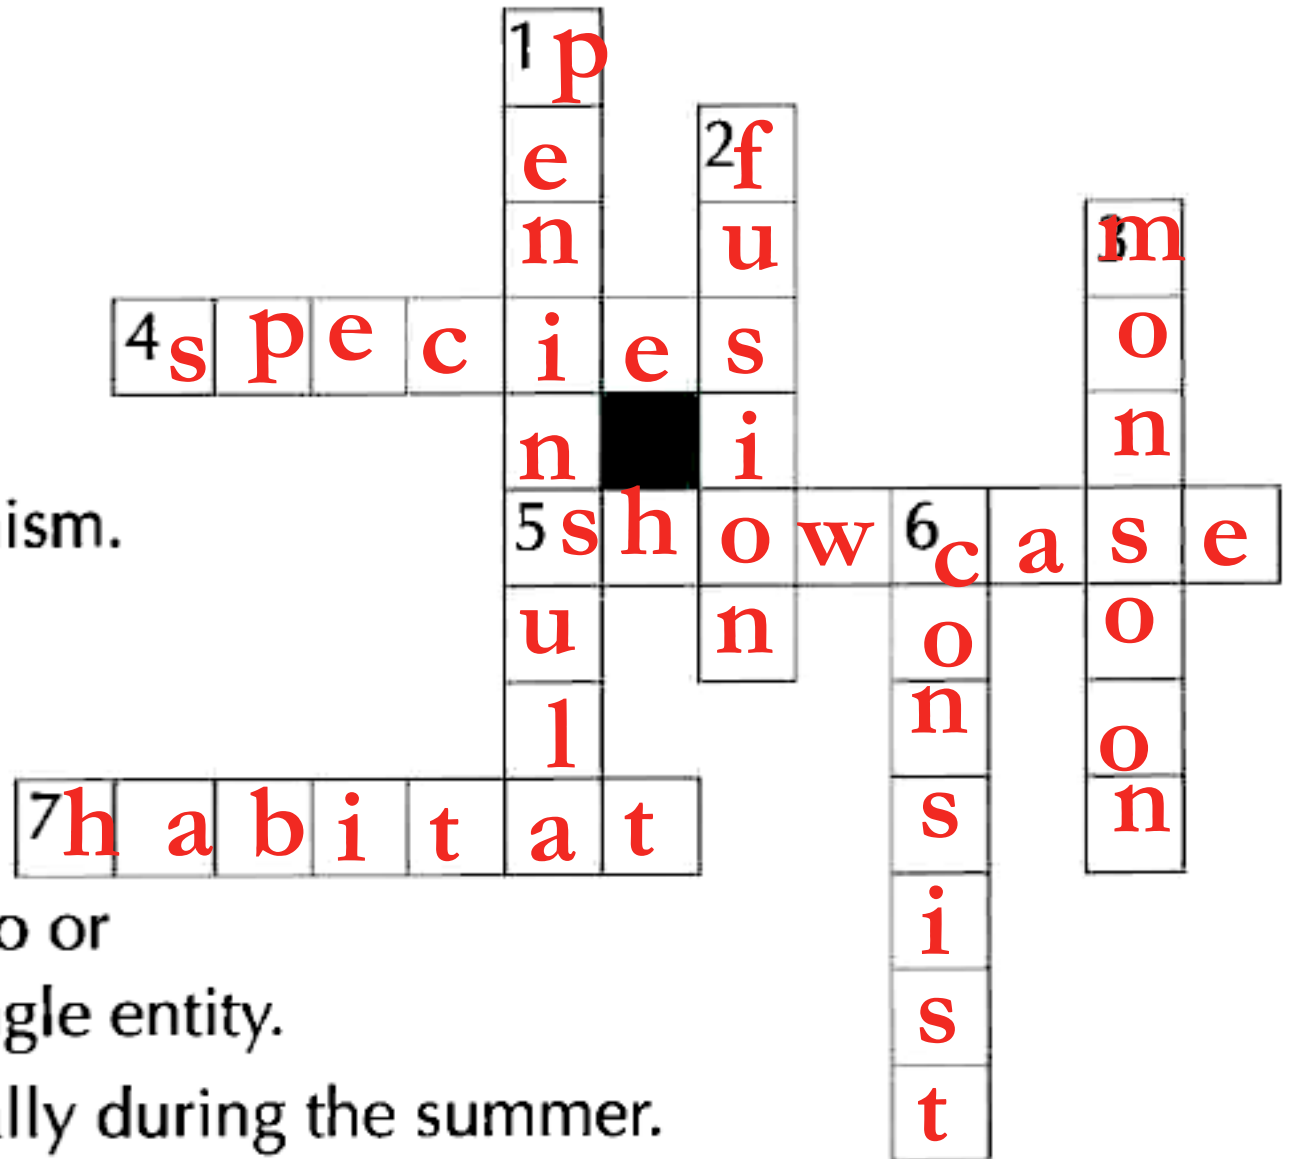 1 p
e 2 f
n u 3 m
4 s p e c i e s o
n i n
ism. 5 s h o w 6 c a s e
u n o o
l n o
7 h a b i t a t s n
o or i
gle entity. s
lly during the summer. t